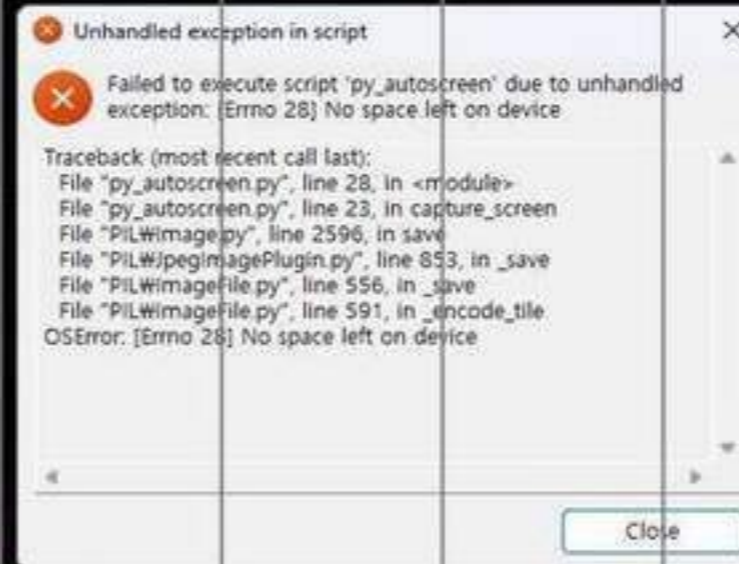 Unhandled exception in script
Failed to execute script 'py_autoscreen' due to unhandled
exception: [Errno 28] No space left on device
Traceback (most recent call last):
File "py_autoscreen.py", line 28, in <module>
File "py_autoscreen.py", line 23, in capture_screen
File "PIL₩Image.py", line 2596, in save
File "PIL₩JpegImagePlugin.py", line 853, in _save
File "PIL₩ImageFile.py", line 556, in _save
File "PIL₩ImageFile.py", line 591, in _encode_tile
OSError: [Errno 28] No space left on device
Close